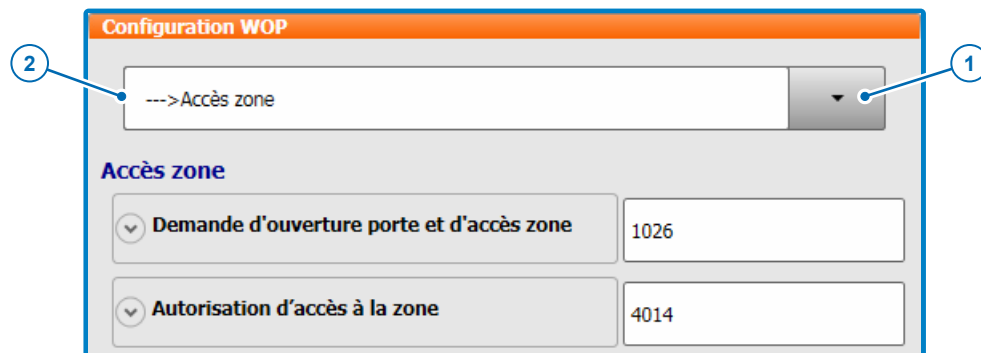 Configuration WOP
2
1
--->Accès zone
Accès zone
Demande d'ouverture porte et d'accès zone
1026
Autorisation d’accès à la zone
4014